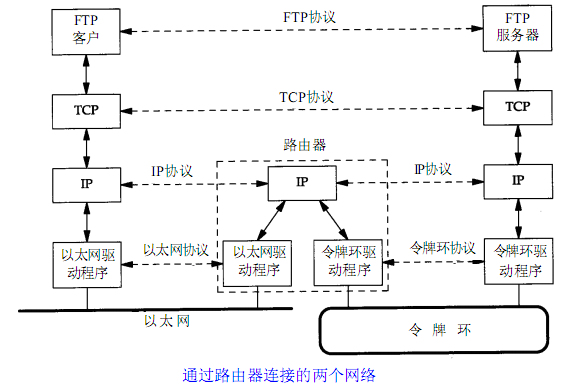 FTP
客户
FTP协议
FTP
服务器
TCP
TCP协议
TCP
路由器
IP
IP协议
IP
IP协议
IP
以太网驱
动程序
以太网协议
以太网驱
动程序
令牌环驱
动程序
令牌环协议
令牌环驱
动程序
以太网
令牌环
通过路由器连接的两个网络